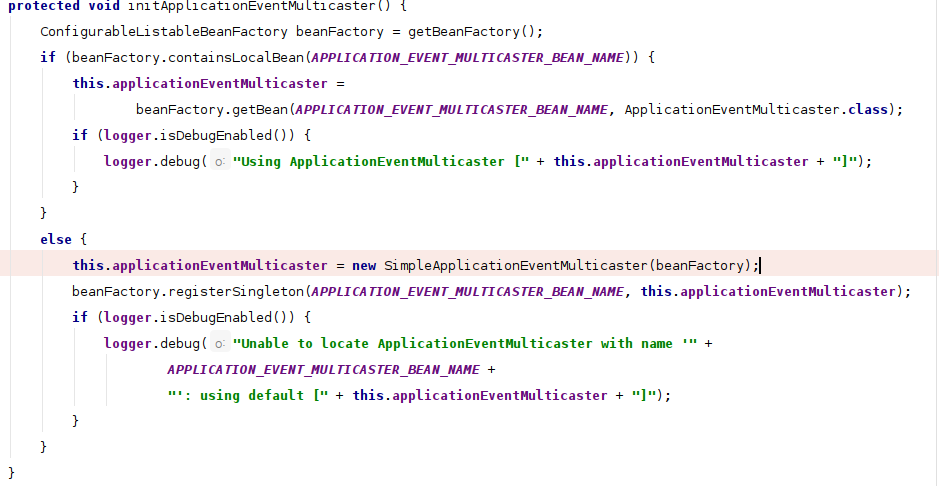 protected void initApplicationEventMulticaster() {
ConfigurableListableBeanFactory beanFactory = getBeanFactory();
if (beanFactory.containsLocalBean(APPLICATION_EVENT_MULTICASTER_BEAN_NAME)) {
this.applicationEventMulticaster =
beanFactory.getBean(APPLICATION_EVENT_MULTICASTER_BEAN_NAME, ApplicationEventMulticaster.class);
if (logger.isDebugEnabled()) {
logger.debug( o: "Using ApplicationEventMulticaster [" + this.applicationEventMulticaster + "]");
}
}
else {
this.applicationEventMulticaster = new SimpleApplicationEventMulticaster(beanFactory);
beanFactory.registerSingleton(APPLICATION_EVENT_MULTICASTER_BEAN_NAME, this.applicationEventMulticaster);
if (logger.isDebugEnabled()) {
logger.debug( o: "Unable to locate ApplicationEventMulticaster with name '" +
APPLICATION_EVENT_MULTICASTER_BEAN_NAME +
"': using default [" + this.applicationEventMulticaster + "]");
}
}
}